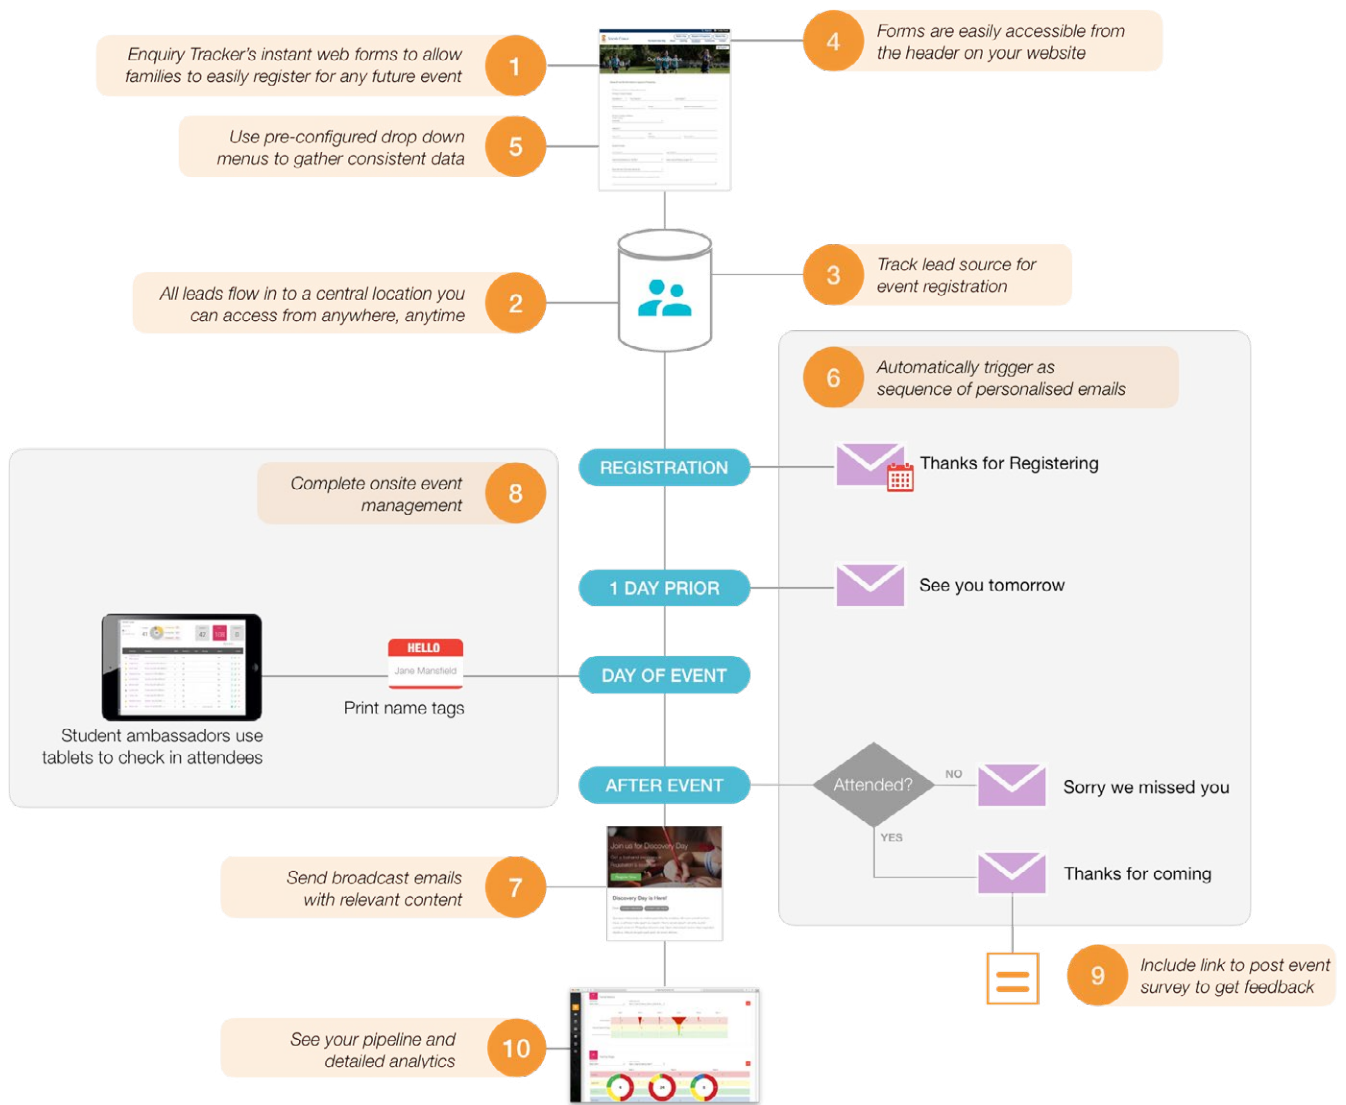 Enquiry Tracker's instant web forms to allow
families to easily register for any future event
1
4
Forms are easily accessible from
the header on your website
Use pre-configured drop down
menus to gather consistent data
5
All leads flow in to a central location you
can access from anywhere, anytime
2
3
Track lead source for
event registration
6
Automatically trigger as
sequence of personalised emails
Complete onsite event
management
8
REGISTRATION
Thanks for Registering
1 DAY PRIOR
See you tomorrow
HELLO
Jane Mansfield
Print name tags
DAY OF EVENT
Student ambassadors use
tablets to check in attendees
AFTER EVENT
Attended?
NO
Sorry we missed you
YES
Thanks for coming
Send broadcast emails
with relevant content
7
Join us for Discovery Day
Discovery Day is Here!
9
Include link to post event
survey to get feedback
See your pipeline and
detailed analytics
10